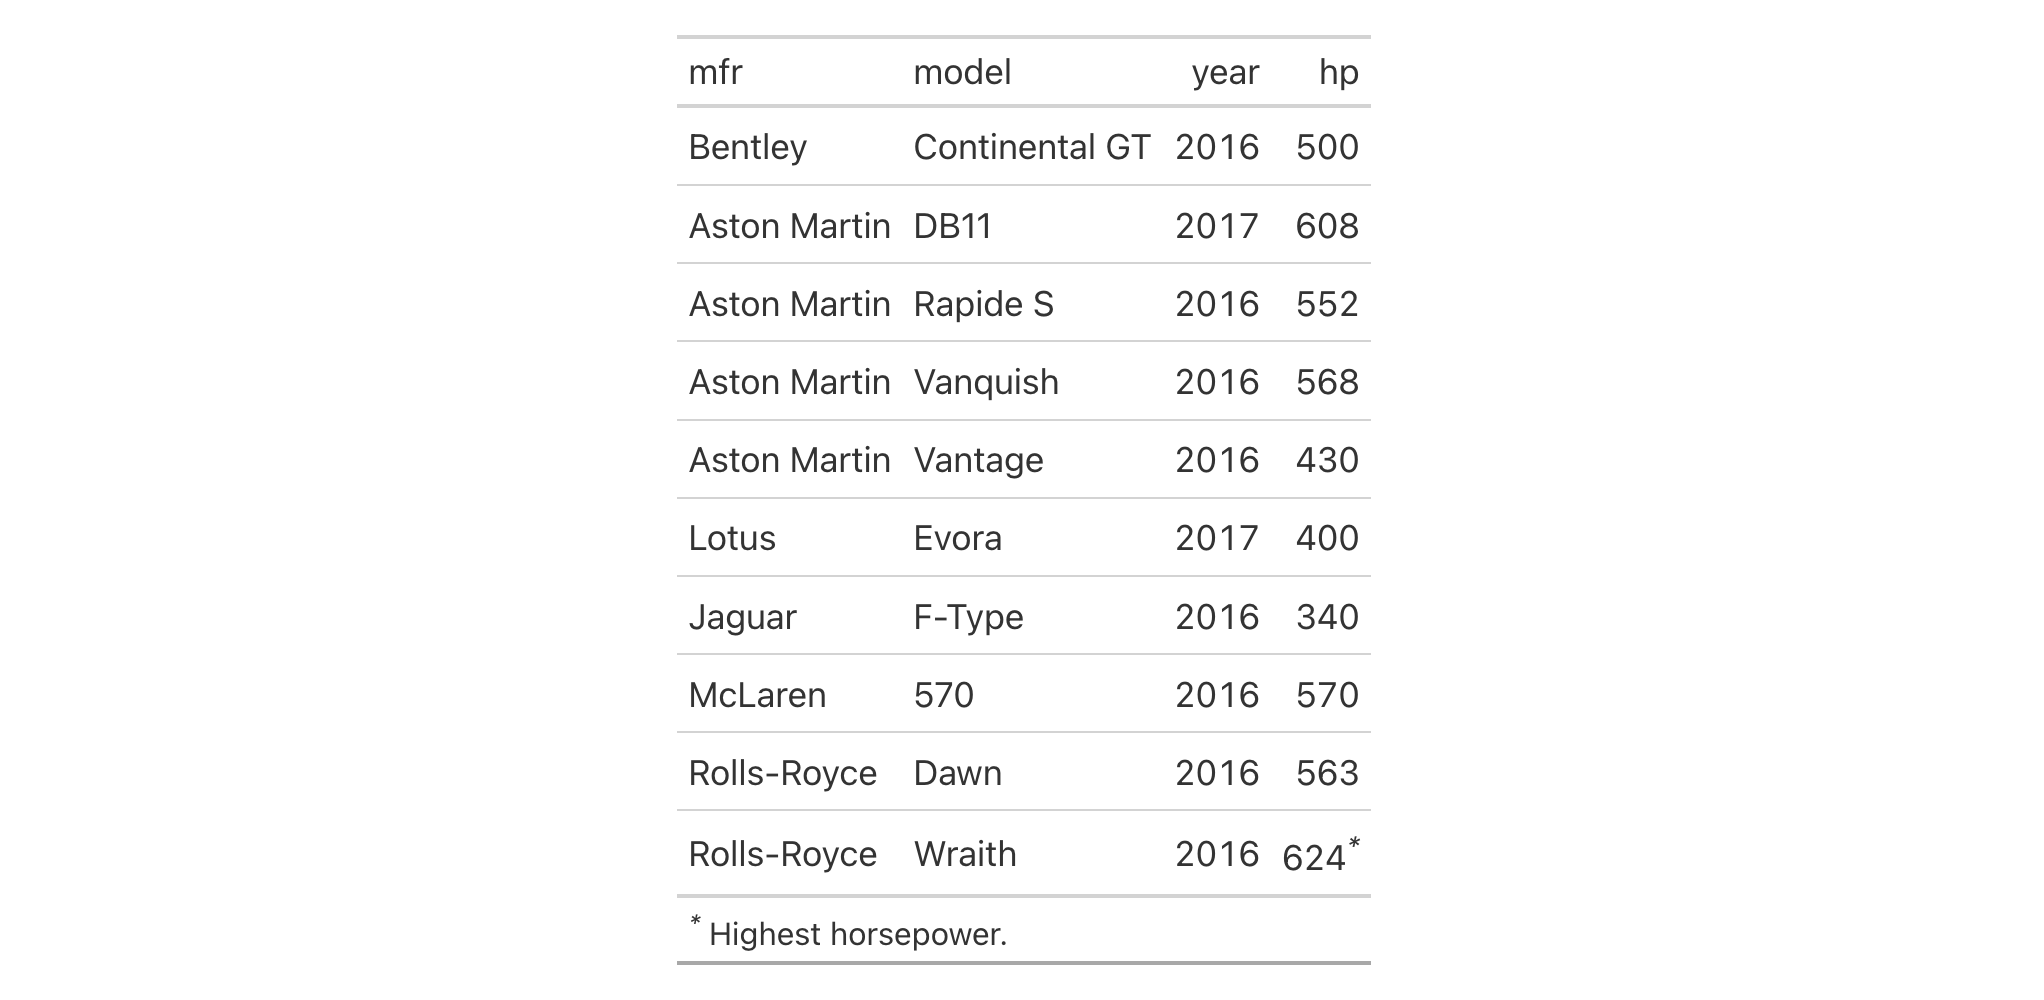 mfr model year hp
Bentley Continental GT 2016 500
Aston Martin DB11 2017 608
Aston Martin Rapide S 2016 552
Aston Martin Vanquish 2016 568
Aston Martin Vantage 2016 430
Lotus Evora 2017 400
Jaguar F-Type 2016 340
McLaren 570 2016 570
Rolls-Royce Dawn 2016 563
Rolls-Royce Wraith 2016 624*
* Highest horsepower.